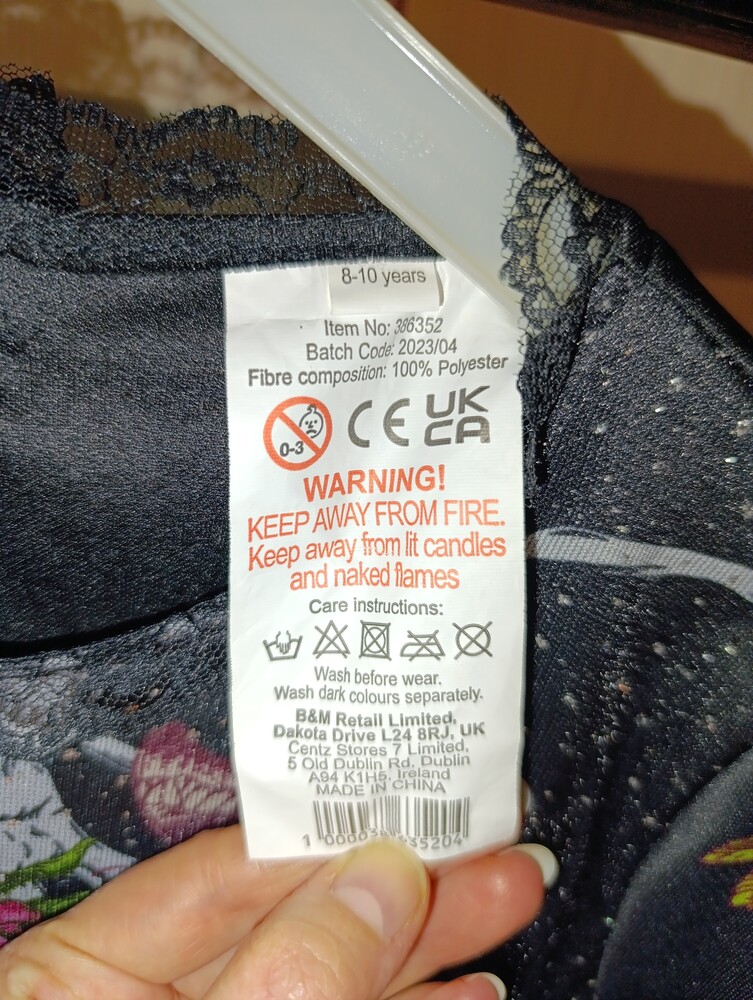 8-10 years
Item No: 386352
Batch Code: 2023/04
Fibre composition: 100% Polyester
0-3
CE UK
CA
WARNING!
KEEP AWAY FROM FIRE.
Keep away from lit candles
and naked flames
Care instructions:
Wash before wear.
Wash dark colours separately.
B&M Retail Limited,
Dakota Drive L24 8RJ, UK
Centz Stores 7 Limited,
5 Old Dublin Rd, Dublin
A94 K1H5, Ireland
MADE IN CHINA